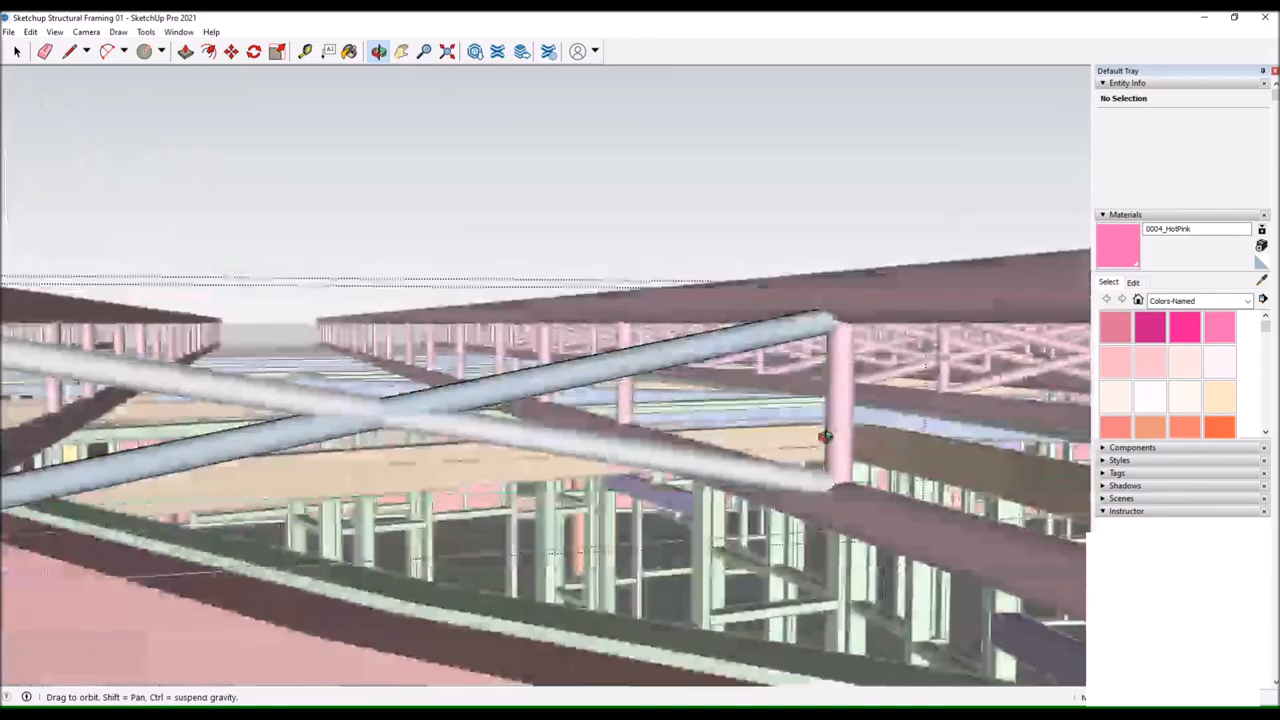 Sketchup Structural Framing 01 - SketchUp Pro 2021
File Edit View Camera Draw Tools Window Help
Default Tray
Entity Info
No Selection
Materials
0004_HotPink
Select Edit
Colors-Named
Components
Styles
Tags
Shadows
Scenes
Instructor
Drag to orbit. Shift = Pan, Ctrl = suspend gravity.